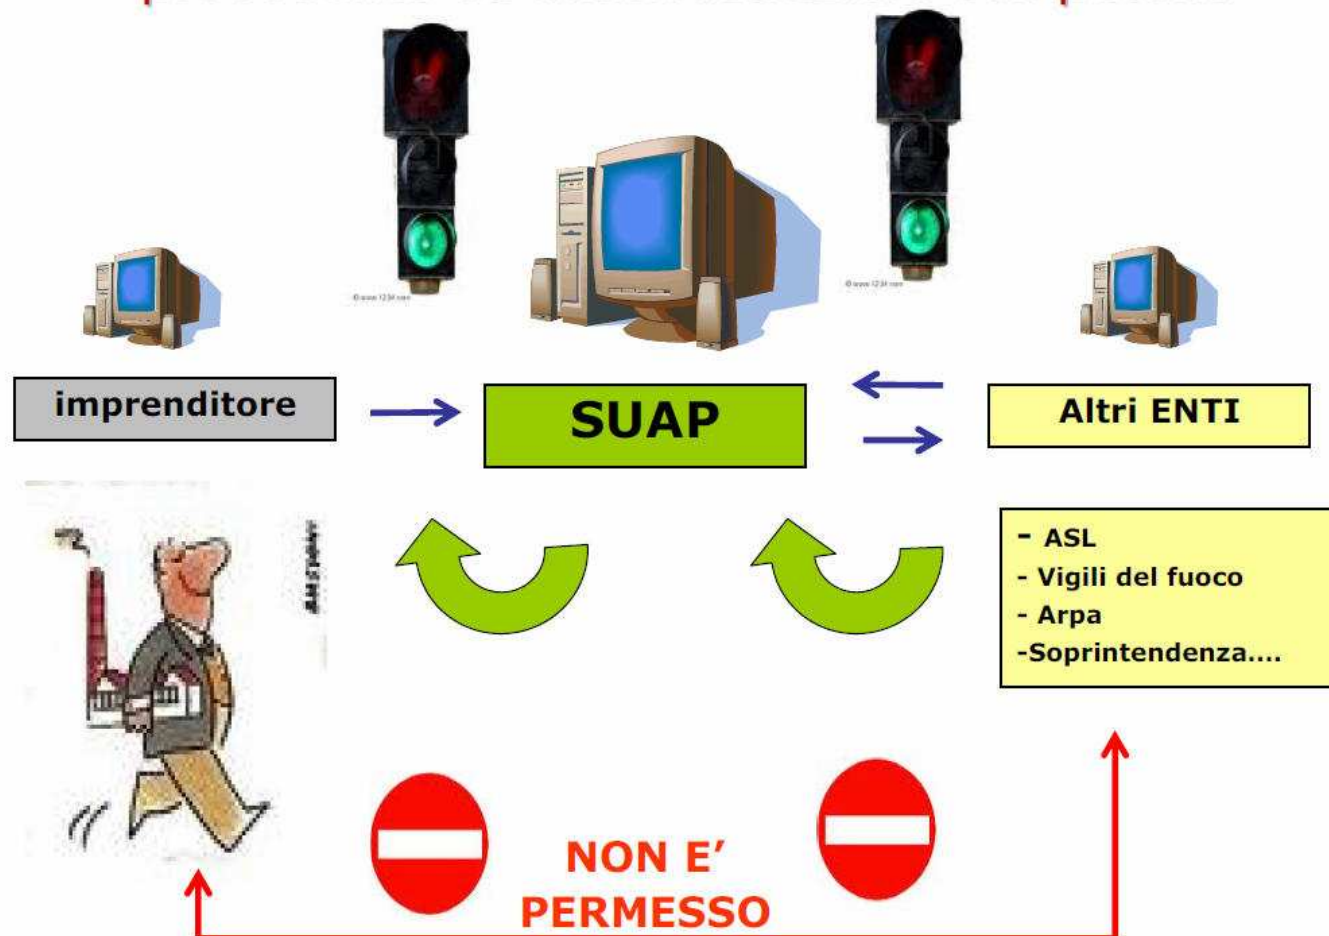 imprenditore
SUAP
Altri ENTI
- ASL
- Vigili del fuoco
- Arpa
-Soprintendenza....
NON E'
PERMESSO